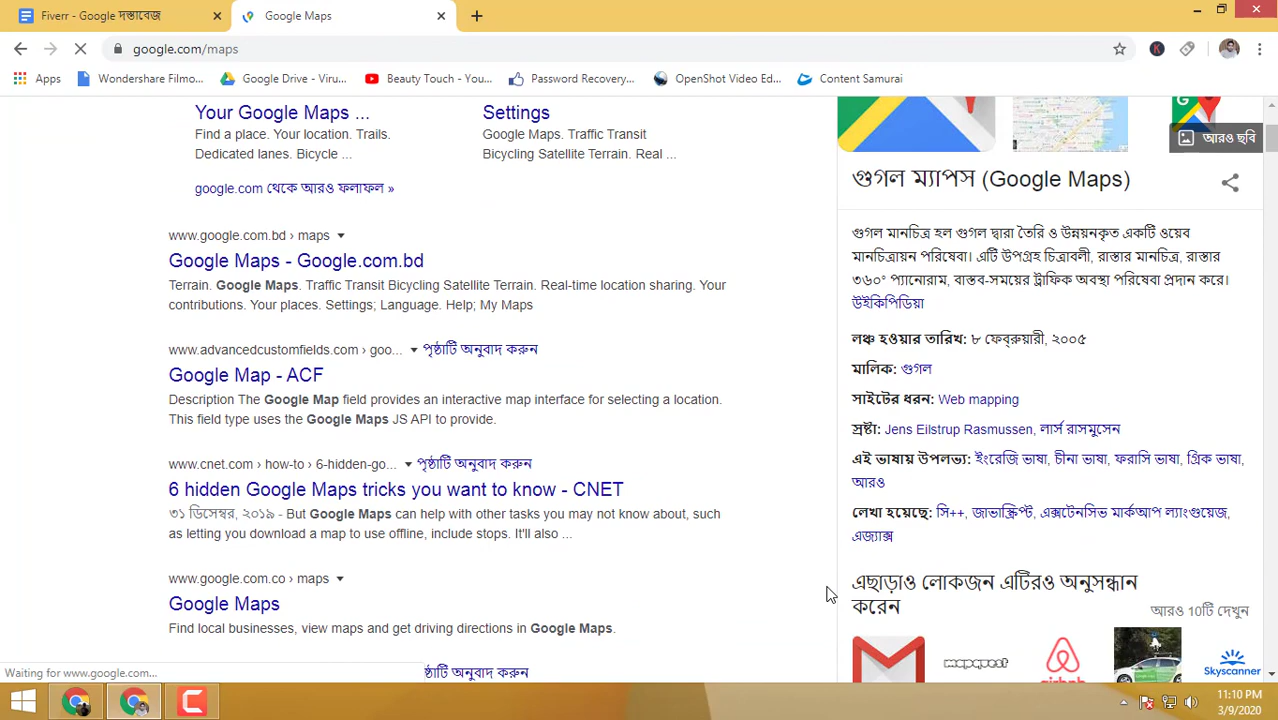 Fiverr - Google দস্তাবেজ
Google Maps
google.com/maps
Apps
Wondershare Filmo...
Google Drive - Viru...
Beauty Touch - You...
Password Recovery...
OpenShot Video Ed...
Content Samurai
Your Google Maps ...
Find a place. Your location. Trails.
Dedicated lanes. Bicycle ...
Settings
Google Maps. Traffic Transit
Bicycling Satellite Terrain. Real ...
google.com থেকে আরও ফলাফল »
www.google.com.bd › maps
Google Maps - Google.com.bd
Terrain. Google Maps. Traffic Transit Bicycling Satellite Terrain. Real-time location sharing. Your
contributions. Your places. Settings; Language. Help; My Maps
www.advancedcustomfields.com › goo... পৃষ্ঠাটি অনুবাদ করুন
Google Map - ACF
Description The Google Map field provides an interactive map interface for selecting a location.
This field type uses the Google Maps JS API to provide.
www.cnet.com › how-to › 6-hidden-go... পৃষ্ঠাটি অনুবাদ করুন
6 hidden Google Maps tricks you want to know - CNET
৩১ ডিসেম্বর, ২০১৯ - But Google Maps can help with other tasks you may not know about, such
as letting you download a map to use offline, include stops. It'll also ...
www.google.com.co › maps
Google Maps
Find local businesses, view maps and get driving directions in Google Maps.
ষ্ঠাটি অনুবাদ করুন
Waiting for www.google.com...
আরও ছবি
গুগল ম্যাপস (Google Maps)
গুগল মানচিত্র হল গুগল দ্বারা তৈরি ও উন্নয়নকৃত একটি ওয়েব
মানচিত্রায়ন পরিষেবা। এটি উপগ্রহ চিত্রাবলী, রাস্তার মানচিত্র, রাস্তার
৩৬০° প্যানোরাম, বাস্তব-সময়ের ট্রাফিক অবস্থা পরিষেবা প্রদান করে।
উইকিপিডিয়া
লঞ্চ হওয়ার তারিখ: ৮ ফেব্রুয়ারী, ২০০৫
মালিক: গুগল
সাইটের ধরন: Web mapping
স্রষ্টা: Jens Eilstrup Rasmussen, লার্স রাসমুসেন
এই ভাষায় উপলভ্য: ইংরেজি ভাষা, চীনা ভাষা, ফরাসি ভাষা, গ্রিক ভাষা,
আরও
লেখা হয়েছে: সি++, জাভাস্ক্রিপ্ট, এক্সটেনসিভ মার্কআপ ল্যাংগুয়েজ,
এজ্যাক্স
এছাড়াও লোকজন এটিরও অনুসন্ধান
করেন
আরও 10টি দেখুন
mapquest
airbnb
Skyscanner
11:10 PM
3/9/2020